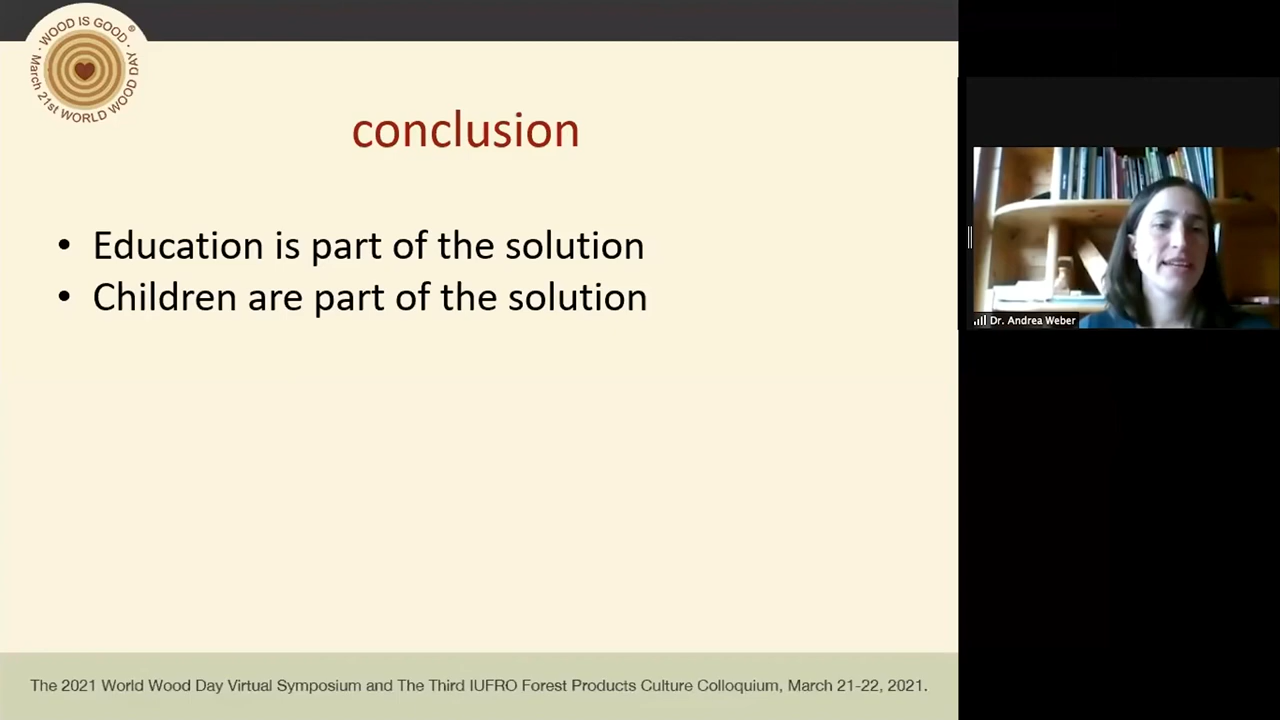 WOOD IS GOOD ®
March 21st WORLD WOOD DAY
conclusion
• Education is part of the solution
• Children are part of the solution
Dr. Andrea Weber
The 2021 World Wood Day Virtual Symposium and The Third IUFRO Forest Products Culture Colloquium, March 21-22, 2021.